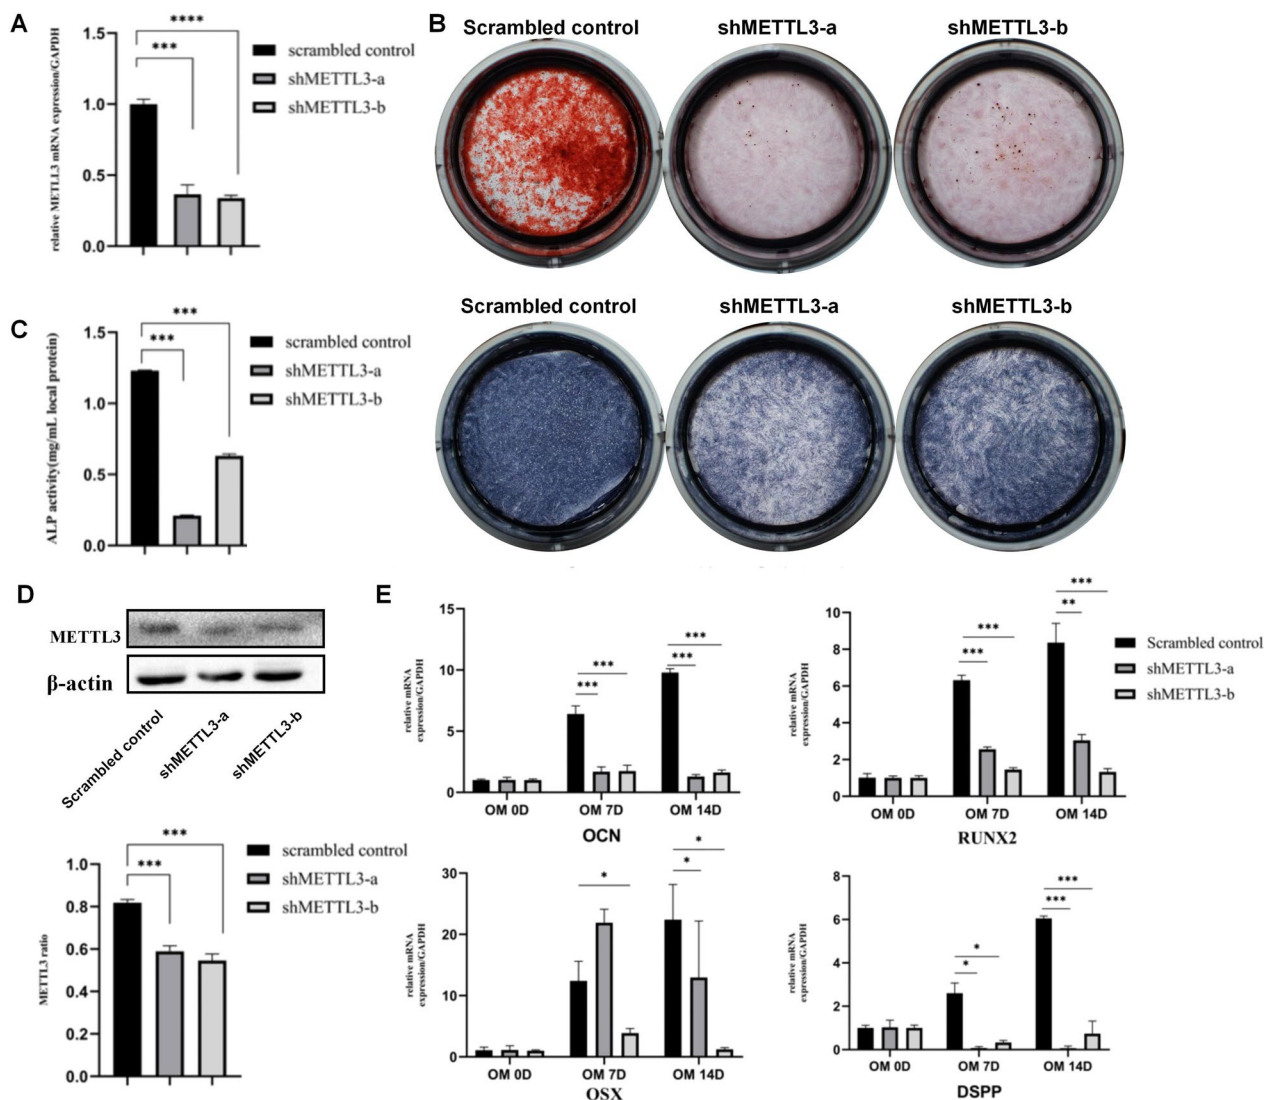 A
relative METLL3 mRNA expression/GAPDH
1.5
1.0
0.5
0.0
****
***
scrambled control
shMETTL3-a
shMETTL3-b
B
Scrambled control
shMETTL3-a
shMETTL3-b
Scrambled control
shMETTL3-a
shMETTL3-b
C
ALP activity(mg/mL local protein)
1.5
1.0
0.5
0.0
***
***
scrambled control
shMETTL3-a
shMETTL3-b
D
METTL3
β-actin
Scrambled control
shMETTL3-a
shMETTL3-b
METTL3 ratio
1.0
0.8
0.6
0.4
0.2
0.0
***
***
scrambled control
shMETTL3-a
shMETTL3-b
E
relative mRNA
expression/GAPDH
15
10
5
0
***
***
***
***
OM 0D
OM 7D
OM 14D
OCN
relative mRNA
expression/GAPDH
10
8
6
4
2
0
***
***
***
**
OM 0D
OM 7D
OM 14D
RUNX2
Scrambled control
shMETTL3-a
shMETTL3-b
relative mRNA
expression/GAPDH
30
20
10
0
*
*
*
OM 0D
OM 7D
OM 14D
OSX
relative mRNA
expression/GAPDH
8
6
4
2
0
*
*
***
***
OM 0D
OM 7D
OM 14D
DSPP